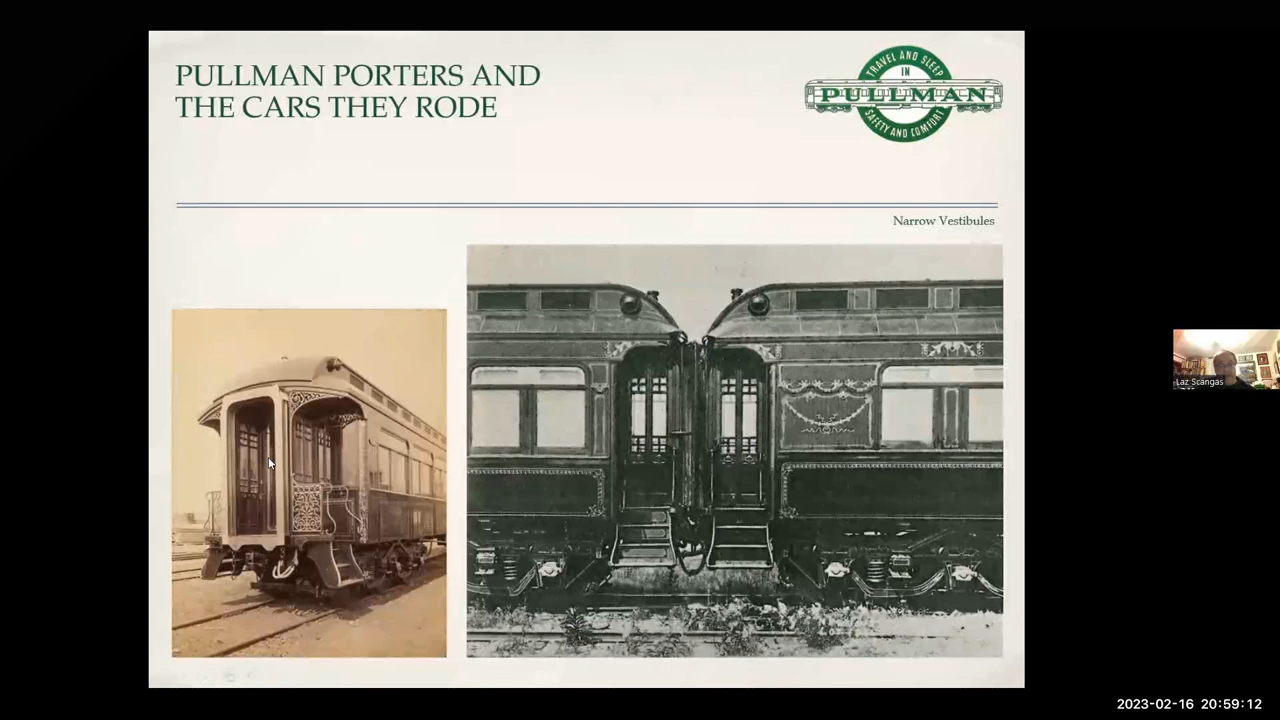 PULLMAN PORTERS AND
THE CARS THEY RODE
TRAVEL AND SLEEP
IN
PULLMAN
SAFETY AND COMFORT
Narrow Vestibules
Laz Scangas
2023-02-16 20:59:12